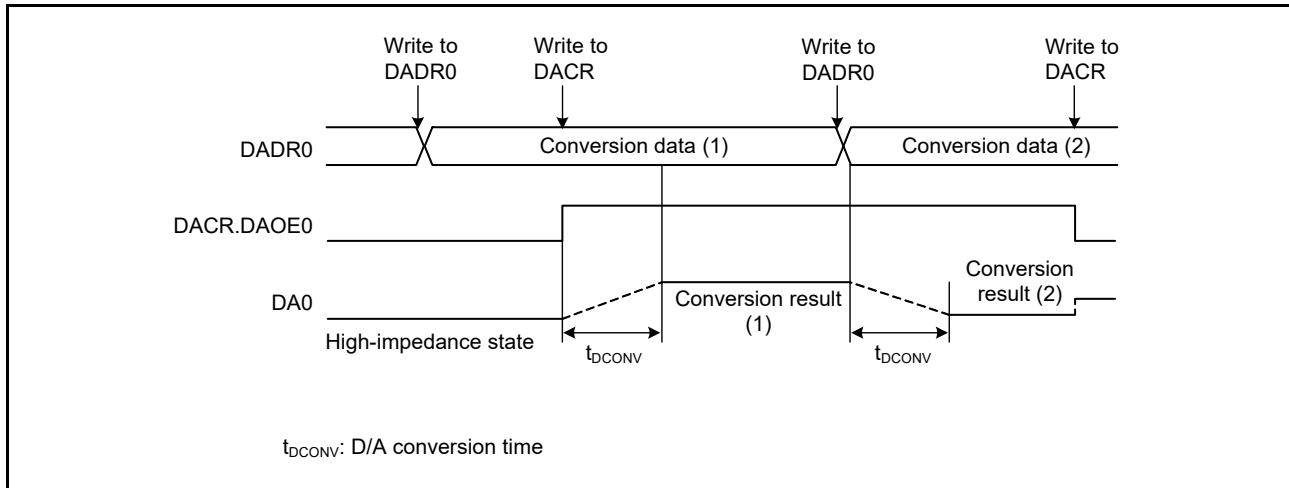 Write to
DADR0
Write to
DACR
Write to
DADR0
Write to
DACR
DADR0
Conversion data (1)
Conversion data (2)
DACR.DAOE0
DA0
Conversion result
(1)
Conversion
result (2)
High-impedance state
tDCONV
tDCONV
tDCONV: D/A conversion time